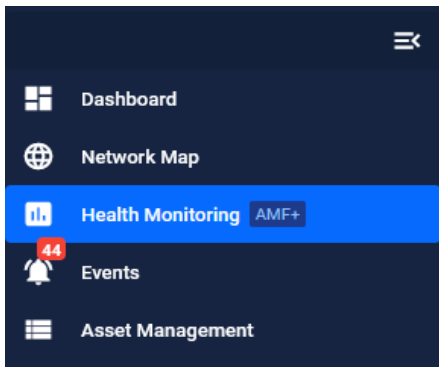 Dashboard
Network Map
Health Monitoring AMF+
44
Events
Asset Management